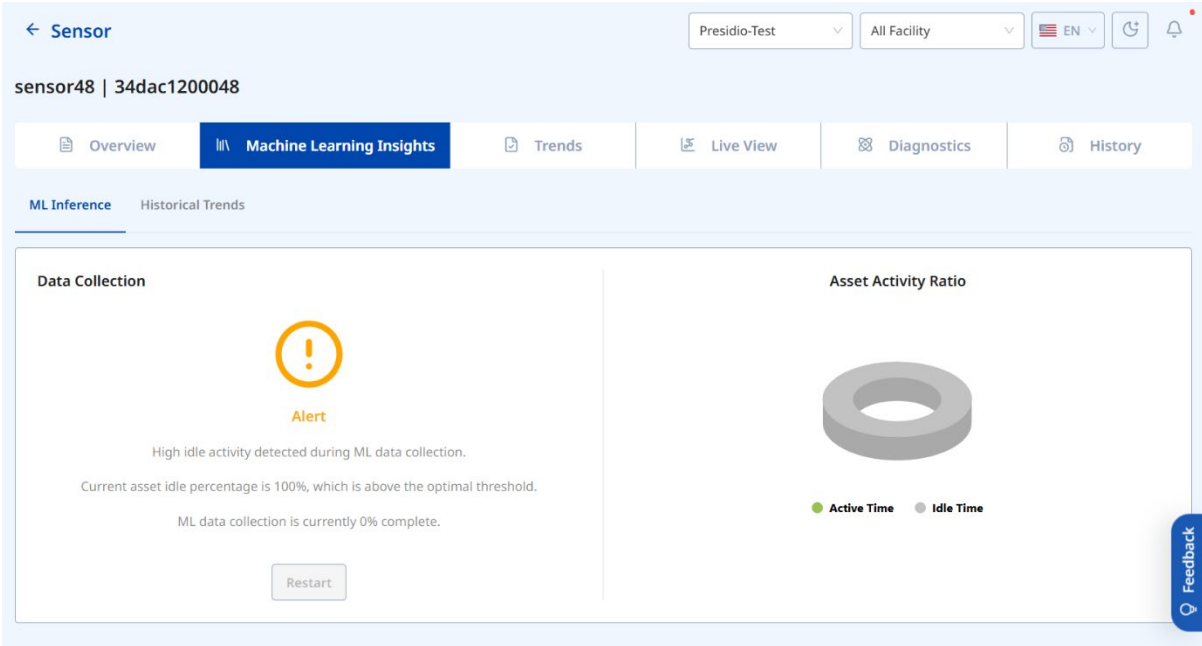 ← Sensor
Presidio-Test
All Facility
EN
sensor48 | 34dac1200048
Overview
Machine Learning Insights
Trends
Live View
Diagnostics
History
ML Inference
Historical Trends
Data Collection
Alert
High idle activity detected during ML data collection.
Current asset idle percentage is 100%, which is above the optimal threshold.
ML data collection is currently 0% complete.
Restart
Asset Activity Ratio
Active Time
Idle Time
Feedback